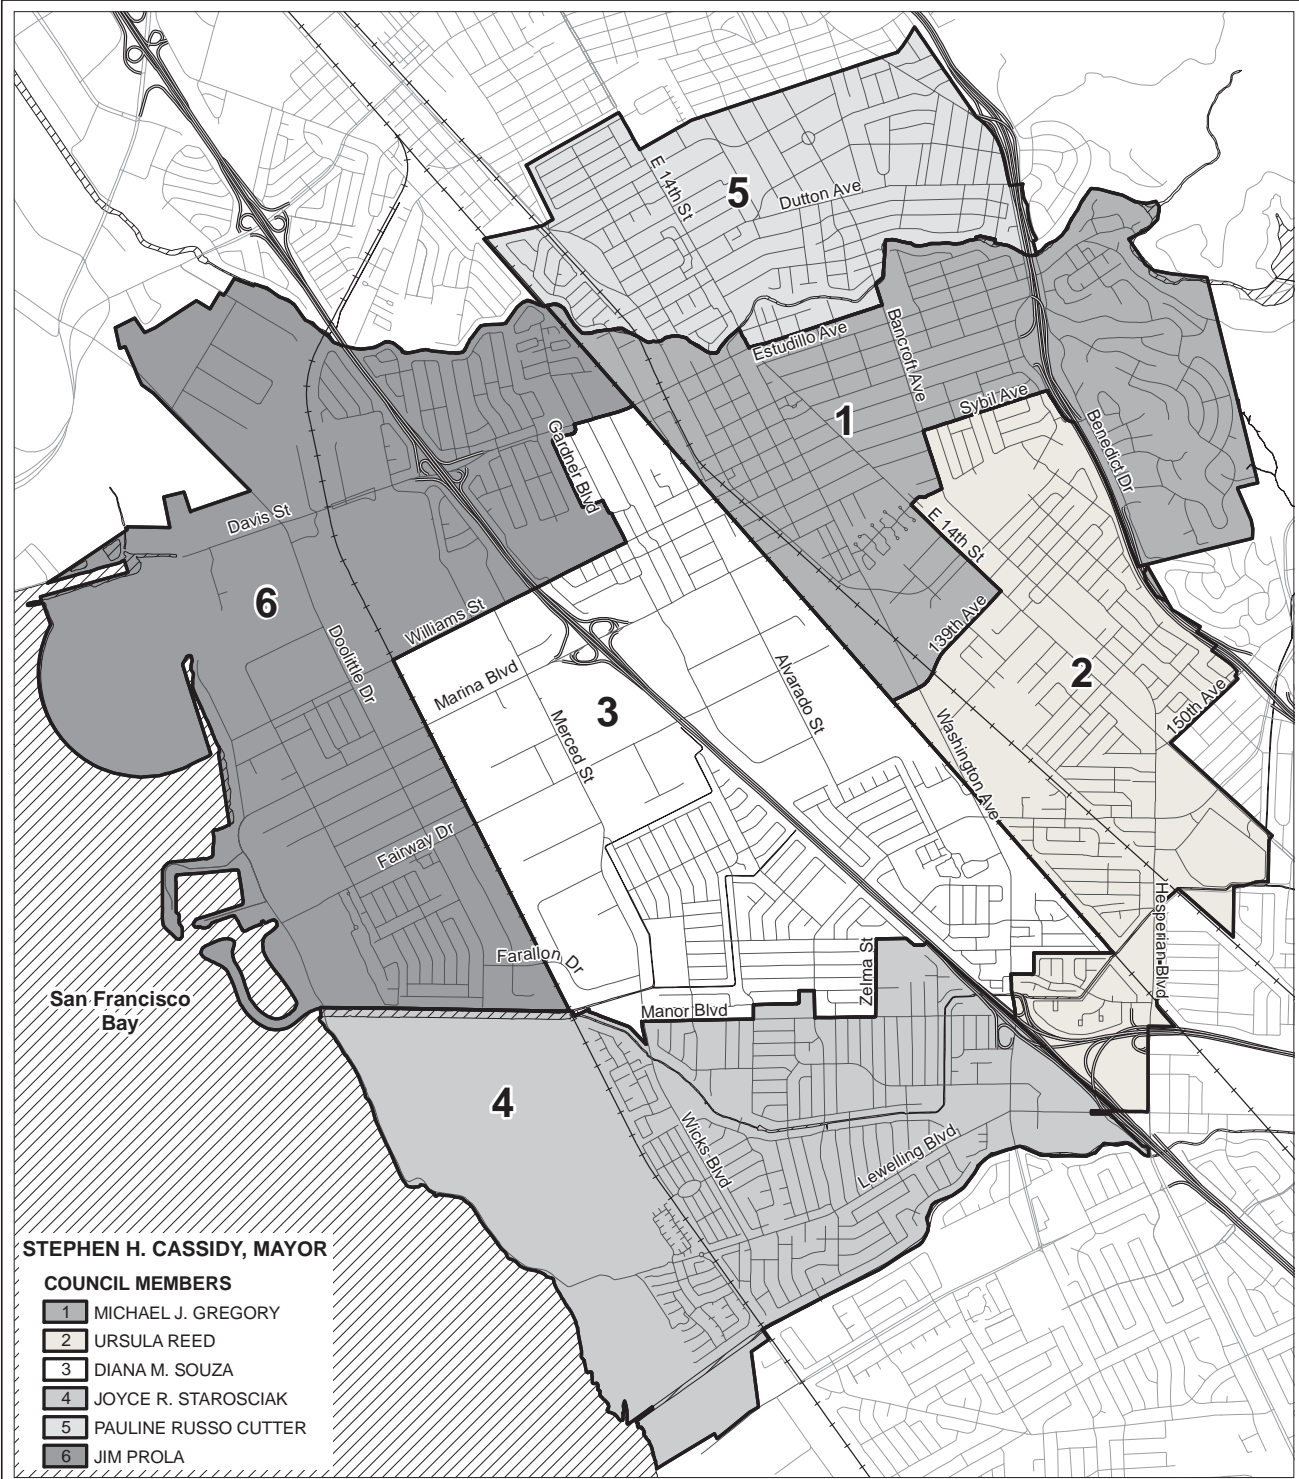 5
E 14th St
Dutton Ave
Estudillo Ave
Bancroft Ave
1
Sybil Ave
Benedict Dr
Gardner Blvd
Davis St
E 14th St
6
Williams St
139th Ave
Doolittle Dr
Marina Blvd
3
Alvarado St
2
150th Ave
Merced St
Washington Ave
Fairway Dr
Hesperian Blvd
Farallon Dr
Zelma St
Manor Blvd
San Francisco
Bay
4
Wicks Blvd
Lewelling Blvd
STEPHEN H. CASSIDY, MAYOR
COUNCIL MEMBERS
1 MICHAEL J. GREGORY
2 URSULA REED
3 DIANA M. SOUZA
4 JOYCE R. STAROSCIAK
5 PAULINE RUSSO CUTTER
6 JIM PROLA